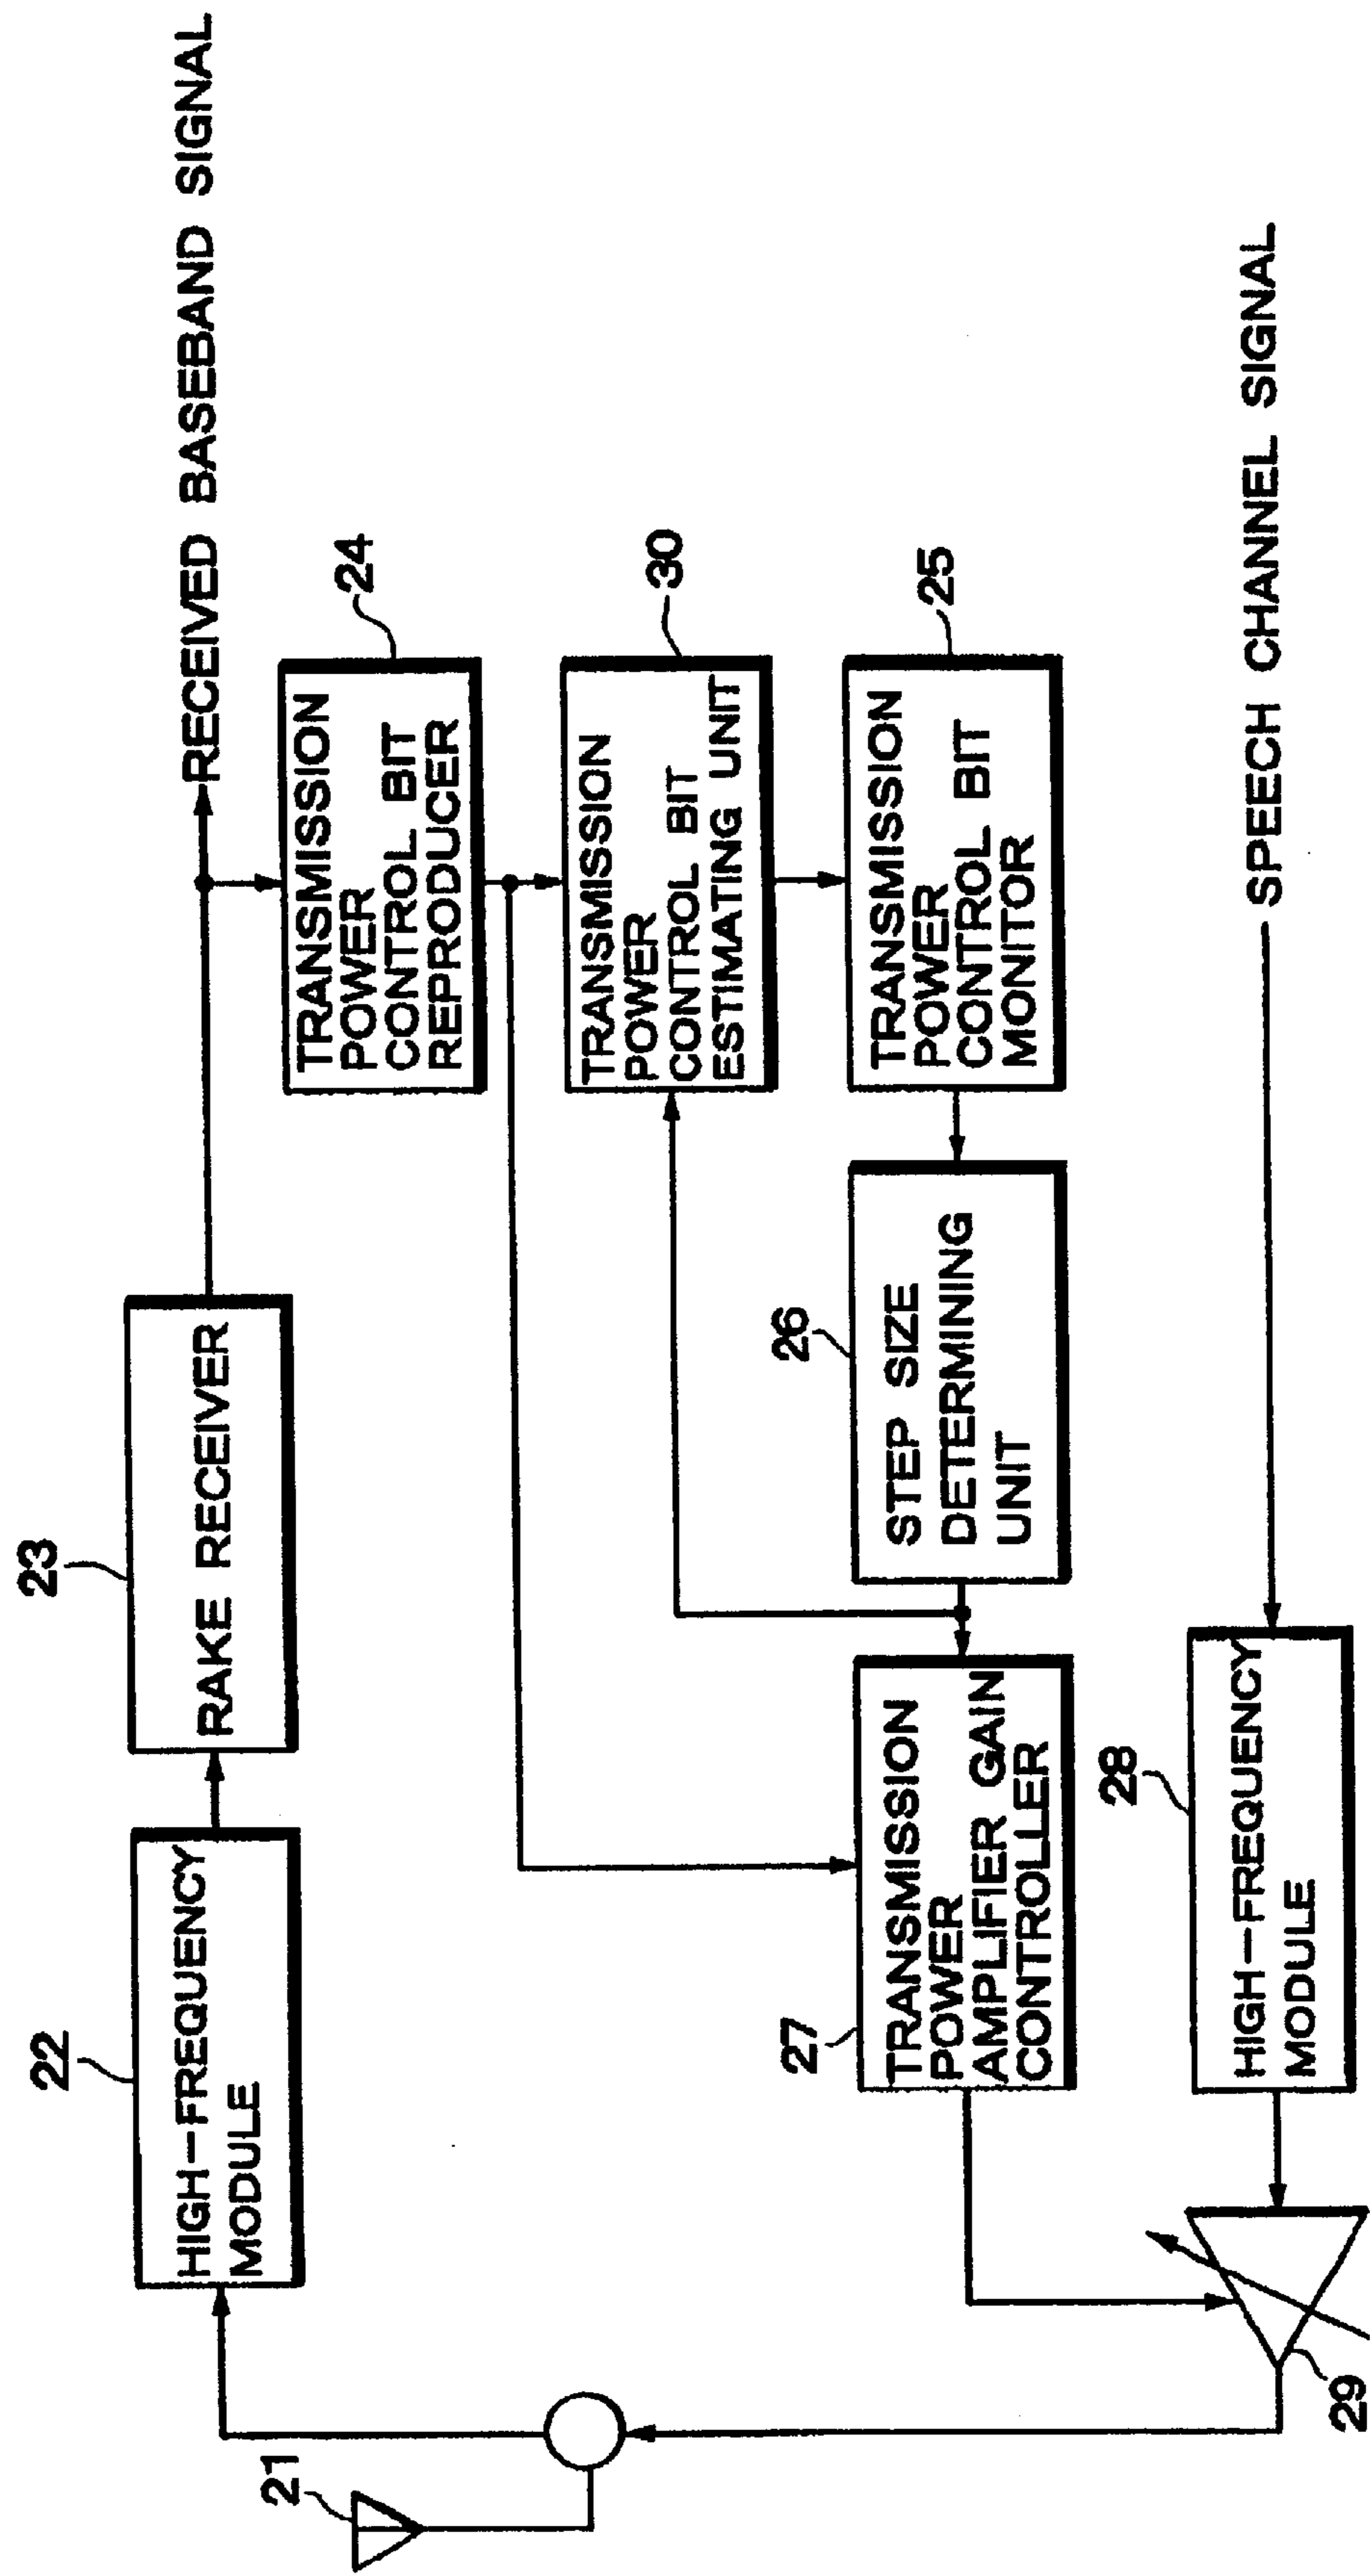 21
22
HIGH-FREQUENCY
MODULE
23
RAKE RECEIVER
RECEIVED BASEBAND SIGNAL
24
TRANSMISSION
POWER
CONTROL BIT
REPRODUCER
30
TRANSMISSION
POWER
CONTROL BIT
ESTIMATING UNIT
25
TRANSMISSION
POWER
CONTROL BIT
MONITOR
26
STEP SIZE
DETERMINING
UNIT
27
TRANSMISSION
POWER
AMPLIFIER GAIN
CONTROLLER
28
HIGH-FREQUENCY
MODULE
SPEECH CHANNEL SIGNAL
29